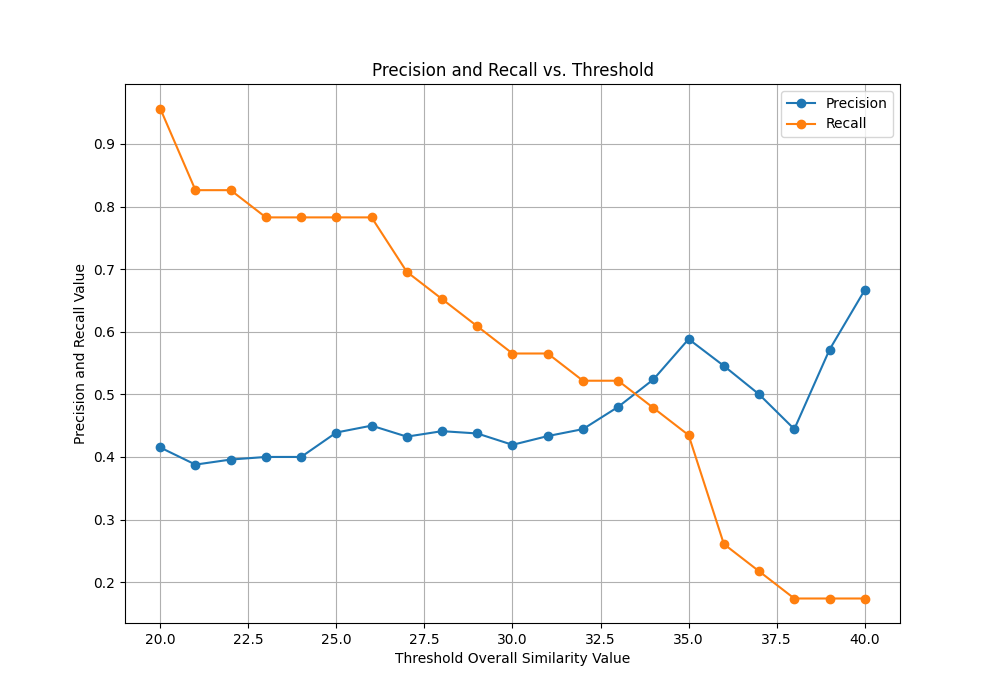 Precision and Recall vs. Threshold
Precision
Recall
Precision and Recall Value
0.9
0.8
0.7
0.6
0.5
0.4
0.3
0.2
20.0 22.5 25.0 27.5 30.0 32.5 35.0 37.5 40.0
Threshold Overall Similarity Value